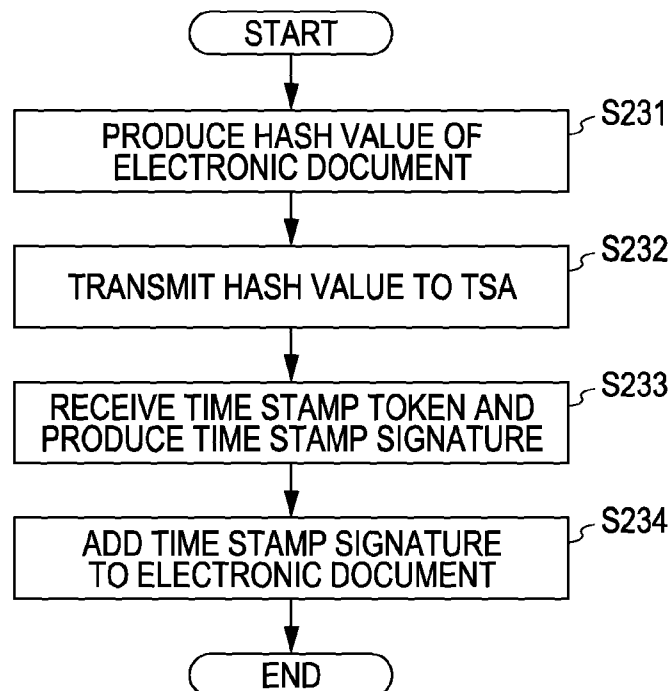 START
S231
PRODUCE HASH VALUE OF
ELECTRONIC DOCUMENT
S232
TRANSMIT HASH VALUE TO TSA
S233
RECEIVE TIME STAMP TOKEN AND
PRODUCE TIME STAMP SIGNATURE
S234
ADD TIME STAMP SIGNATURE
TO ELECTRONIC DOCUMENT
END